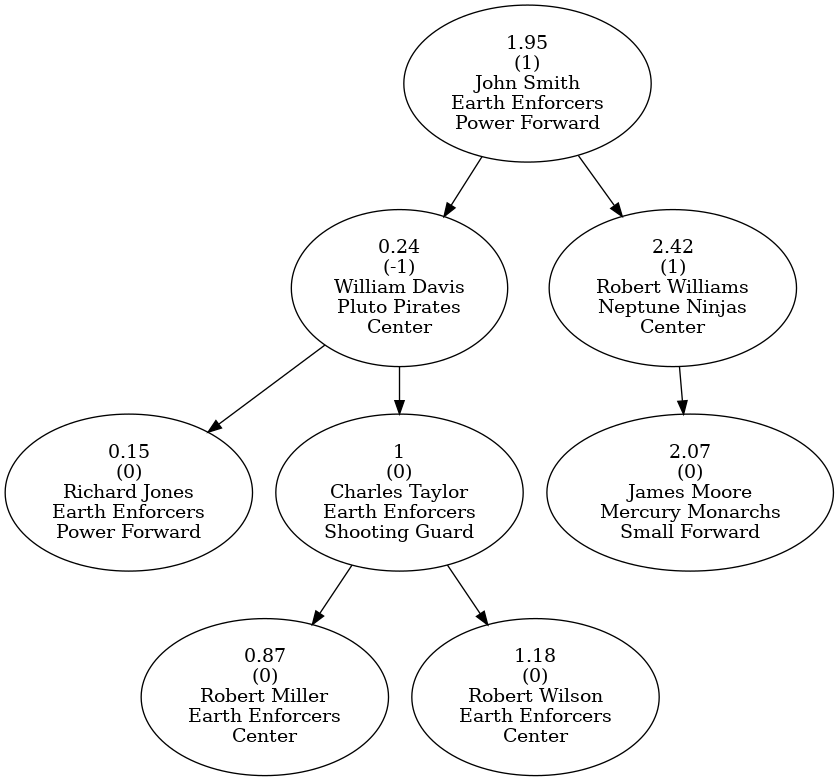 1.95
(1)
John Smith
Earth Enforcers
Power Forward
0.24
(-1)
William Davis
Pluto Pirates
Center
2.42
(1)
Robert Williams
Neptune Ninjas
Center
0.15
(0)
Richard Jones
Earth Enforcers
Power Forward
1
(0)
Charles Taylor
Earth Enforcers
Shooting Guard
2.07
(0)
James Moore
Mercury Monarchs
Small Forward
0.87
(0)
Robert Miller
Earth Enforcers
Center
1.18
(0)
Robert Wilson
Earth Enforcers
Center